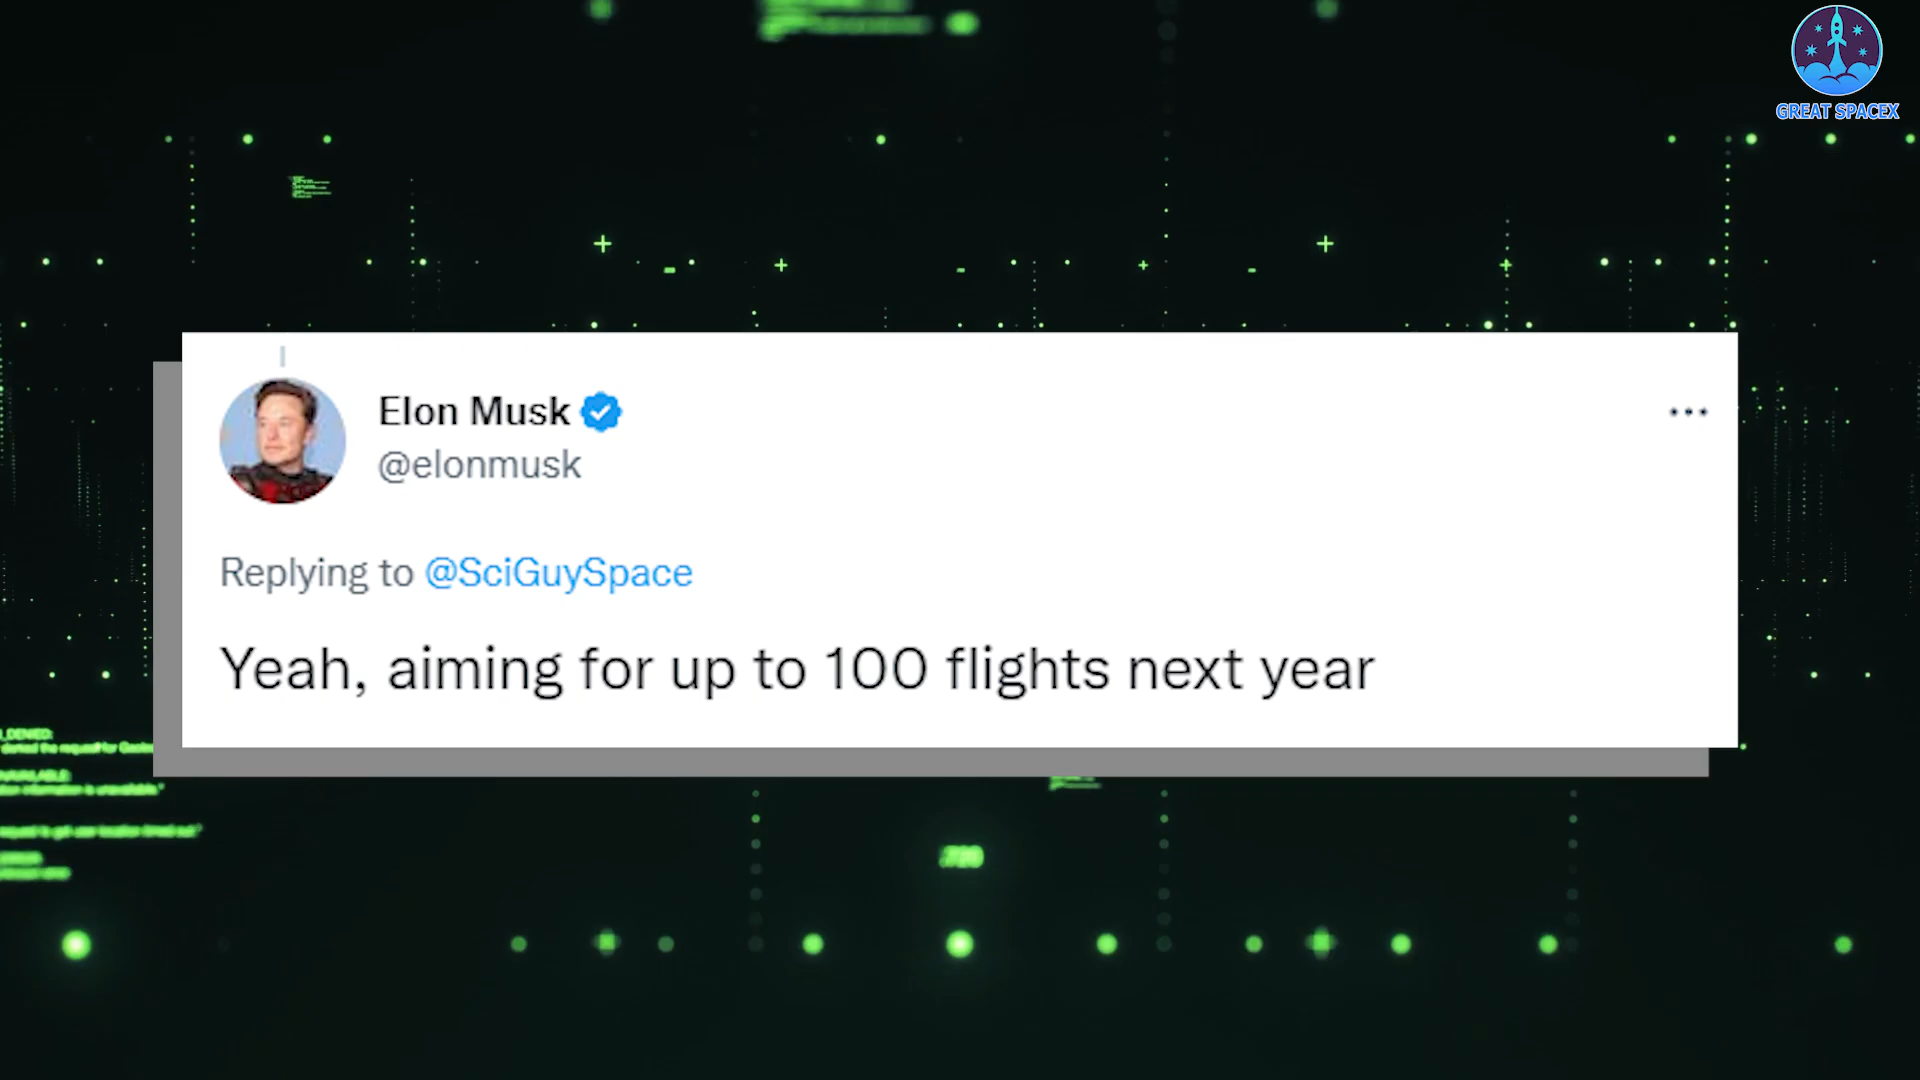 GREAT SPACEX
Elon Musk
@elonmusk
Replying to @SciGuySpace
Yeah, aiming for up to 100 flights next year